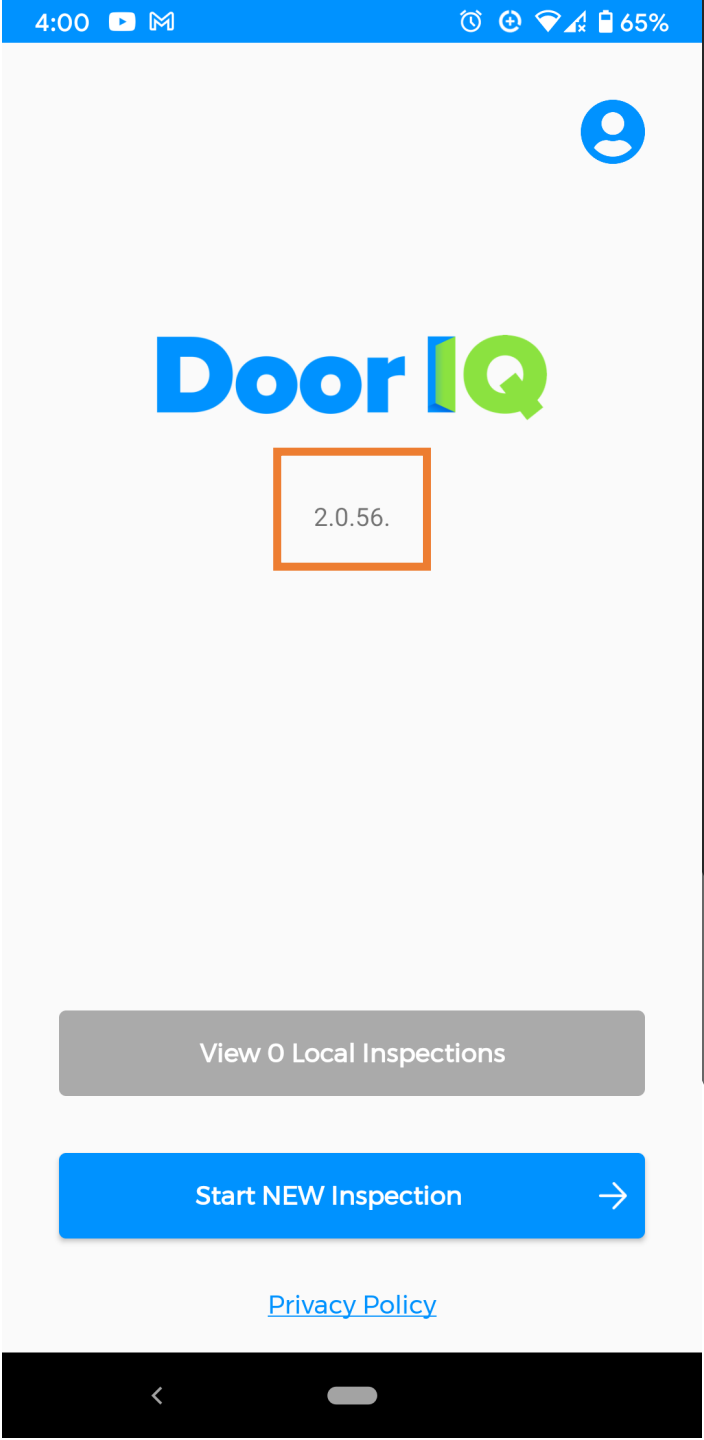 4:00 65%
Door IQ
2.0.56.
View 0 Local Inspections
Start NEW Inspection
Privacy Policy